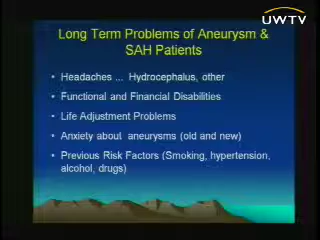 UWTV
Long Term Problems of Aneurysm &
SAH Patients
• Headaches ... Hydrocephalus, other
• Functional and Financial Disabilities
• Life Adjustment Problems
• Anxiety about aneurysms (old and new)
• Previous Risk Factors (Smoking, hypertension,
alcohol, drugs)